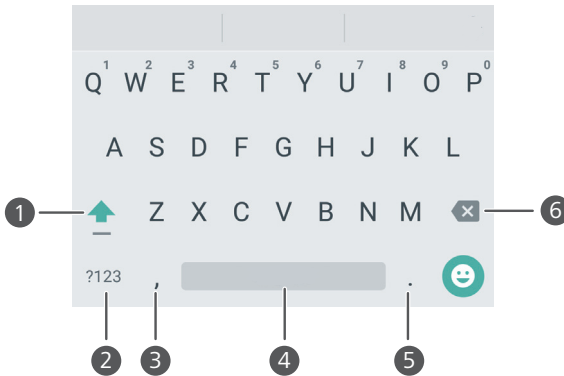 1 2 3 4 5 6 7 8 9 0
Q W E R T Y U I O P
A S D F G H J K L
1 Z X C V B N M 6
?123 , .
2 3 4 5